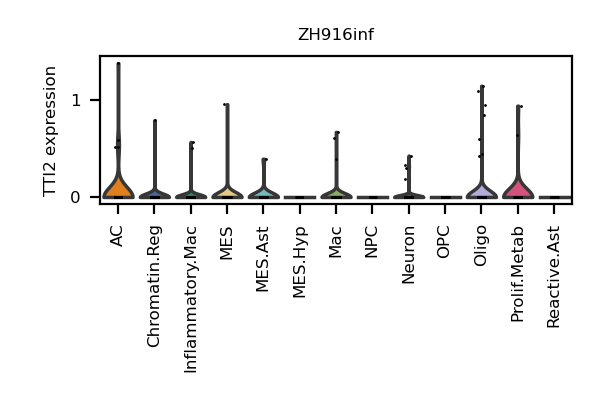 ZH916inf
TTI2 expression
1
0
AC
Chromatin.Reg
Inflammatory.Mac
MES
MES.Ast
MES.Hyp
Mac
NPC
Neuron
OPC
Oligo
Prolif.Metab
Reactive.Ast